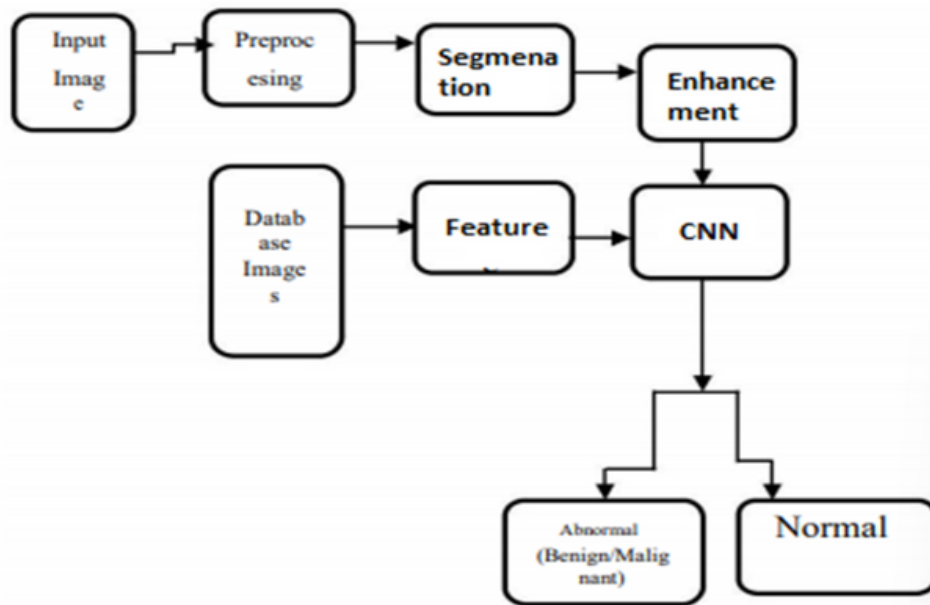 Input
Imag
e
Preproc
esing
Segmena
tion
Enhance
ment
Datab
ase
Image
s
Feature
CNN
Abnormal
(Benign/Malig
nant)
Normal